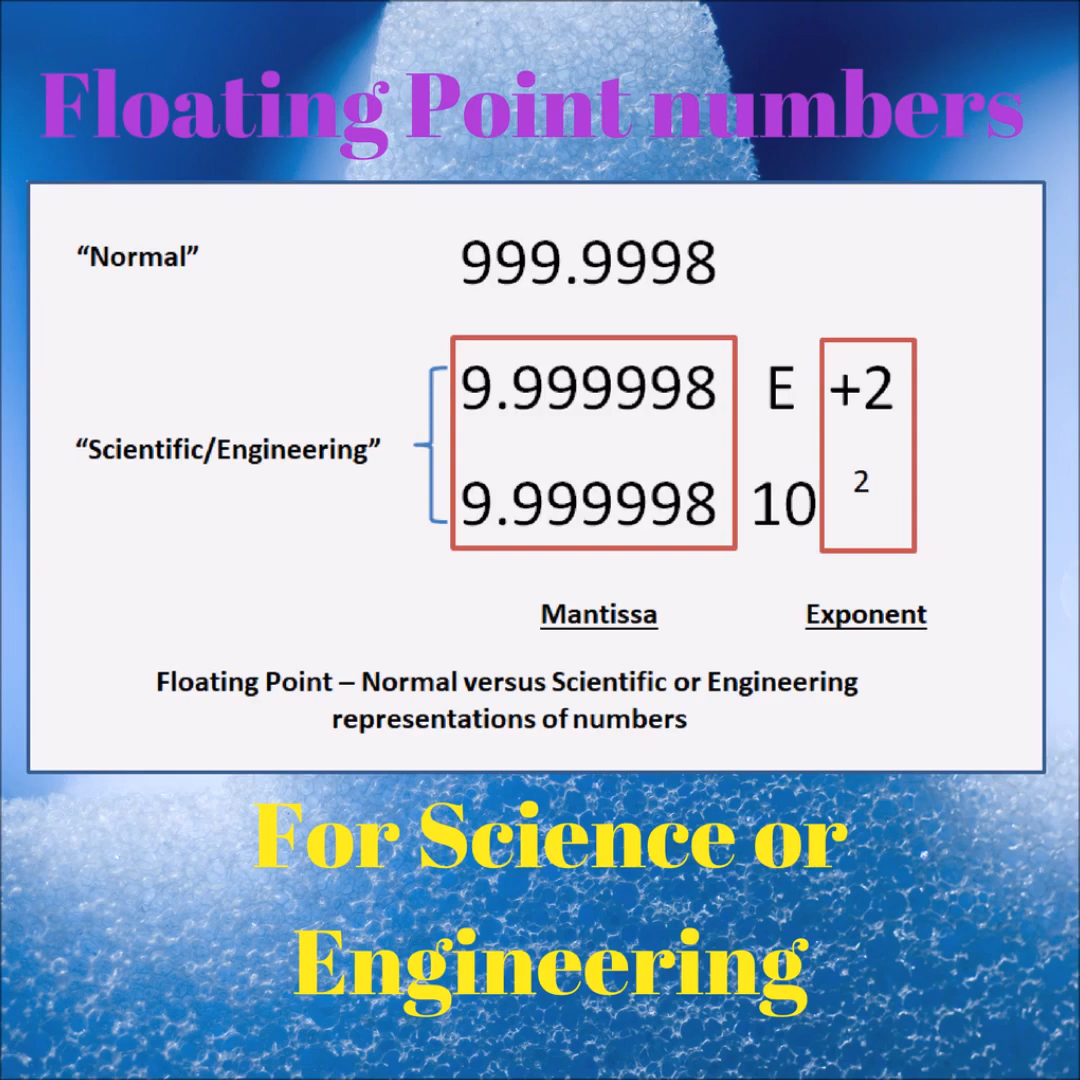 Floating Point numbers
“Normal” 999.9998
9.999998 E +2
“Scientific/Engineering”
9.999998 10 2
Mantissa Exponent
Floating Point – Normal versus Scientific or Engineering
representations of numbers
For Science or
Engineering